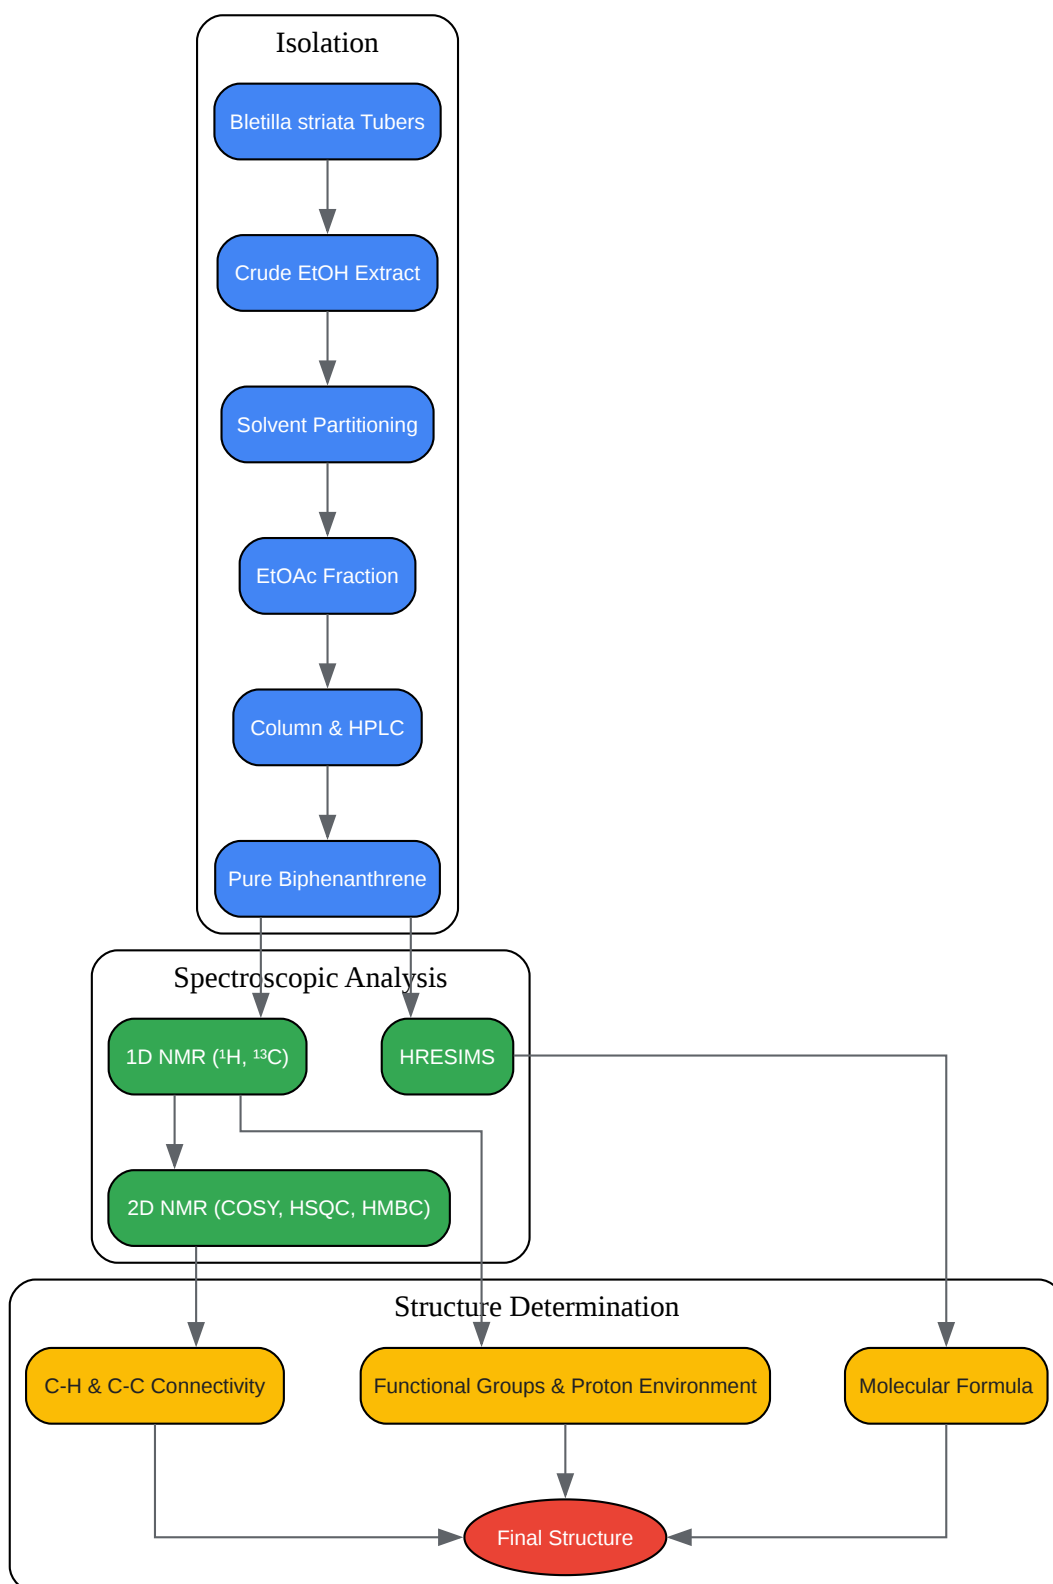 Isolation
Bletilla striata Tubers
Crude EtOH Extract
Solvent Partitioning
EtOAc Fraction
Column & HPLC
Pure Biphenanthrene
Spectroscopic Analysis
1D NMR (¹H, ¹³C)
HRESIMS
2D NMR (COSY, HSQC, HMBC)
Structure Determination
C-H & C-C Connectivity
Functional Groups & Proton Environment
Molecular Formula
Final Structure